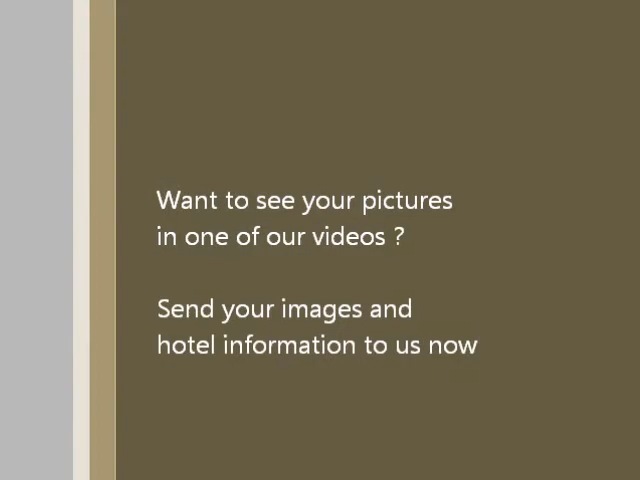 Want to see your pictures
in one of our videos ?
Send your images and
hotel information to us now